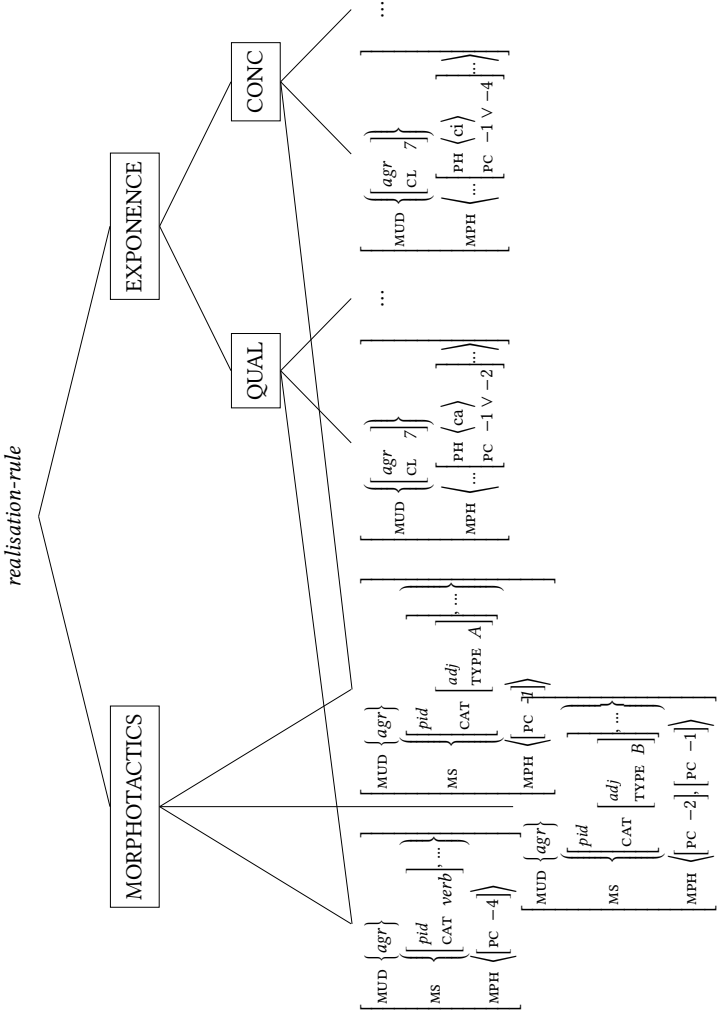 realisation-rule
MORPHOTACTICS
EXPONENCE
QUAL
CONC
MUD {agr}
MS {[pid
CAT verb], ...}
MPH ⟨[PC −4]⟩
MUD {agr}
MS {[pid
CAT [adj
TYPE A]], ...}
MPH ⟨[PC -1]⟩
MUD {agr}
MS {[pid
CAT [adj
TYPE B]], ...}
MPH ⟨[PC −2], [PC −1]⟩
MUD {[agr
CL 7]}
MPH ⟨... [PH ⟨ca⟩
PC −1 ∨ −2] ...⟩
...
MUD {[agr
CL 7]}
MPH ⟨... [PH ⟨ci⟩
PC −1 ∨ −4] ...⟩
...